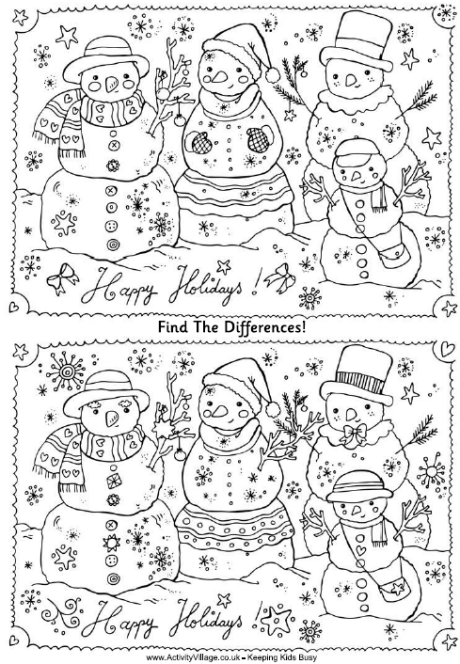 Happy Holidays!
Find The Differences!
Happy Holidays!
www.ActivityVillage.co.uk - Keeping Kids Busy